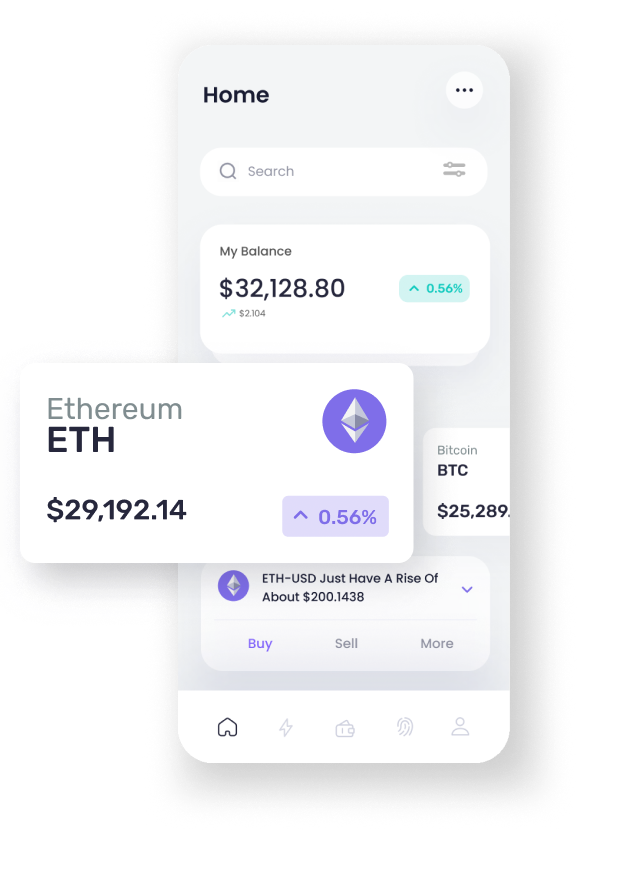 Home
Search
My Balance
$32,128.80
0.56%
$2.104
Ethereum
ETH
$29,192.14
0.56%
Bitcoin
BTC
$25,289.
ETH-USD Just Have A Rise Of
About $200.1438
Buy Sell More